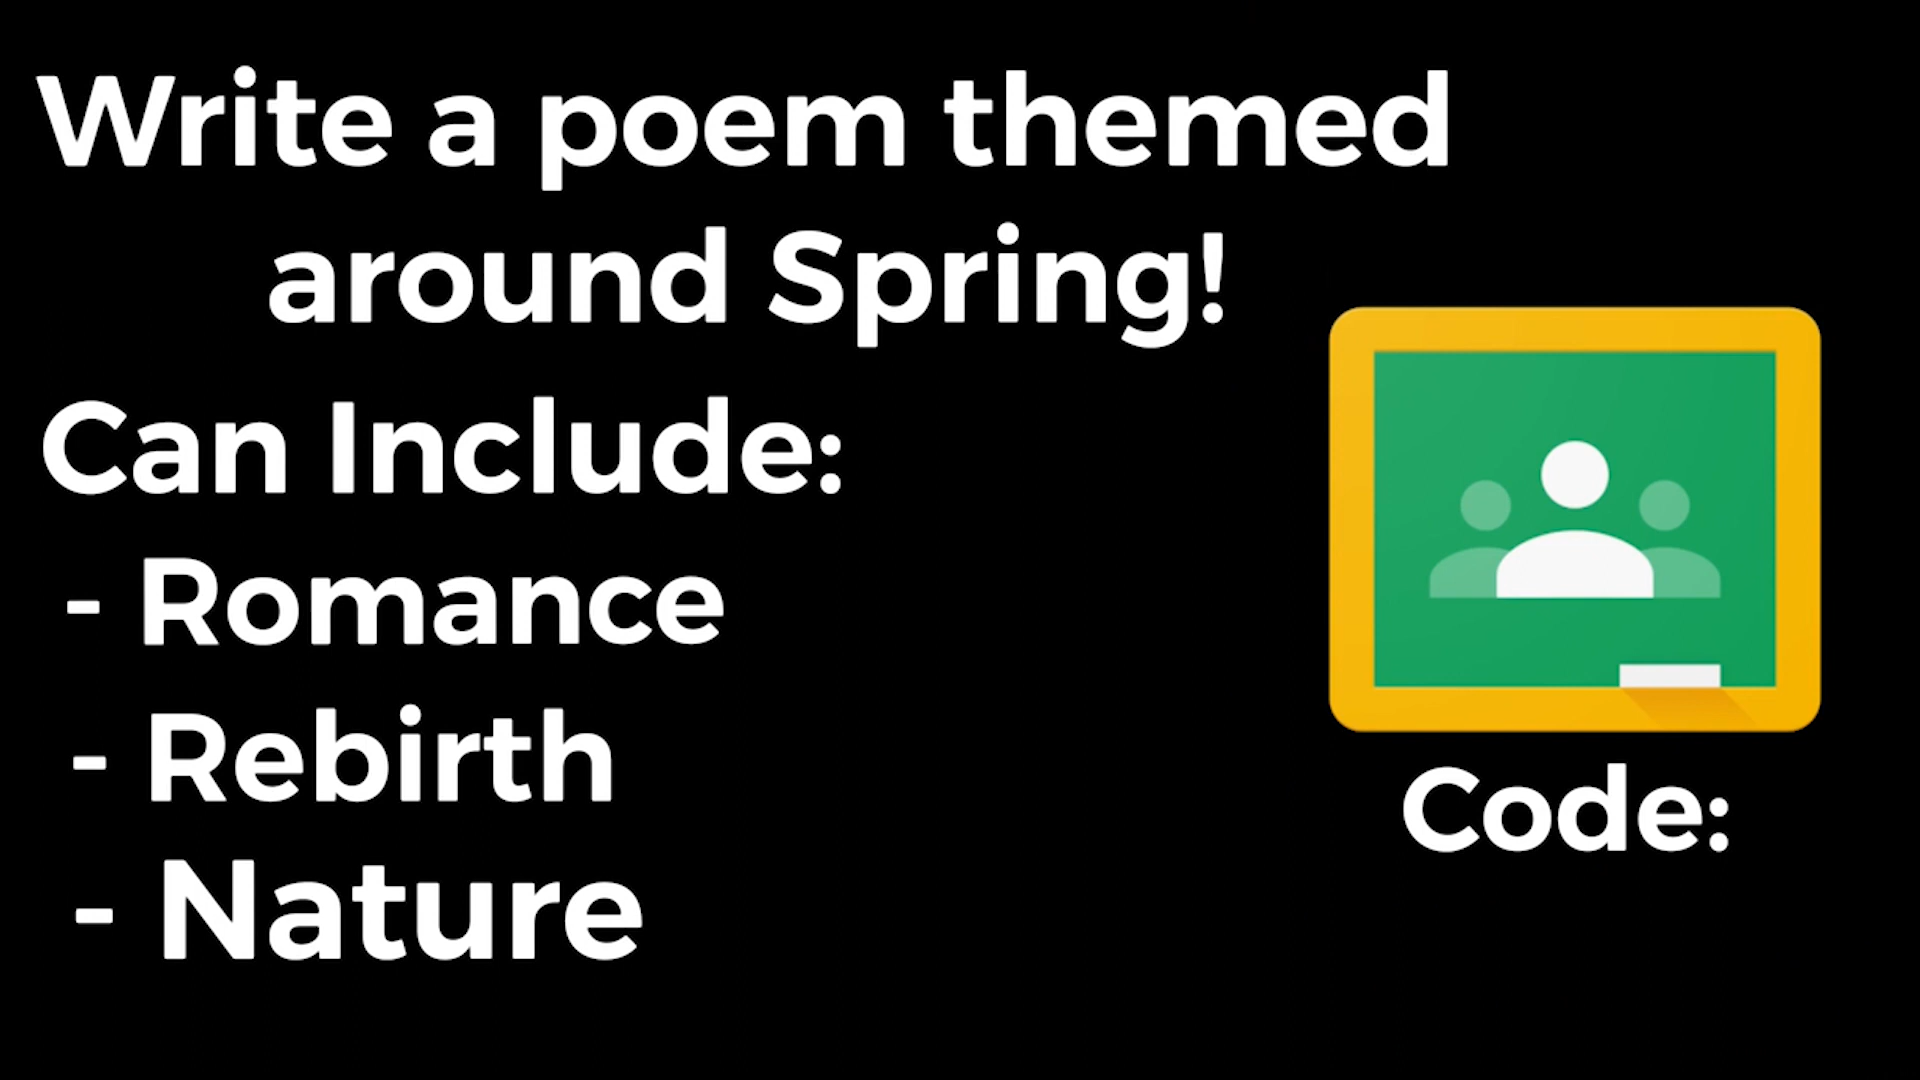 Write a poem themed
around Spring!
Can Include:
- Romance
- Rebirth
- Nature
Code: